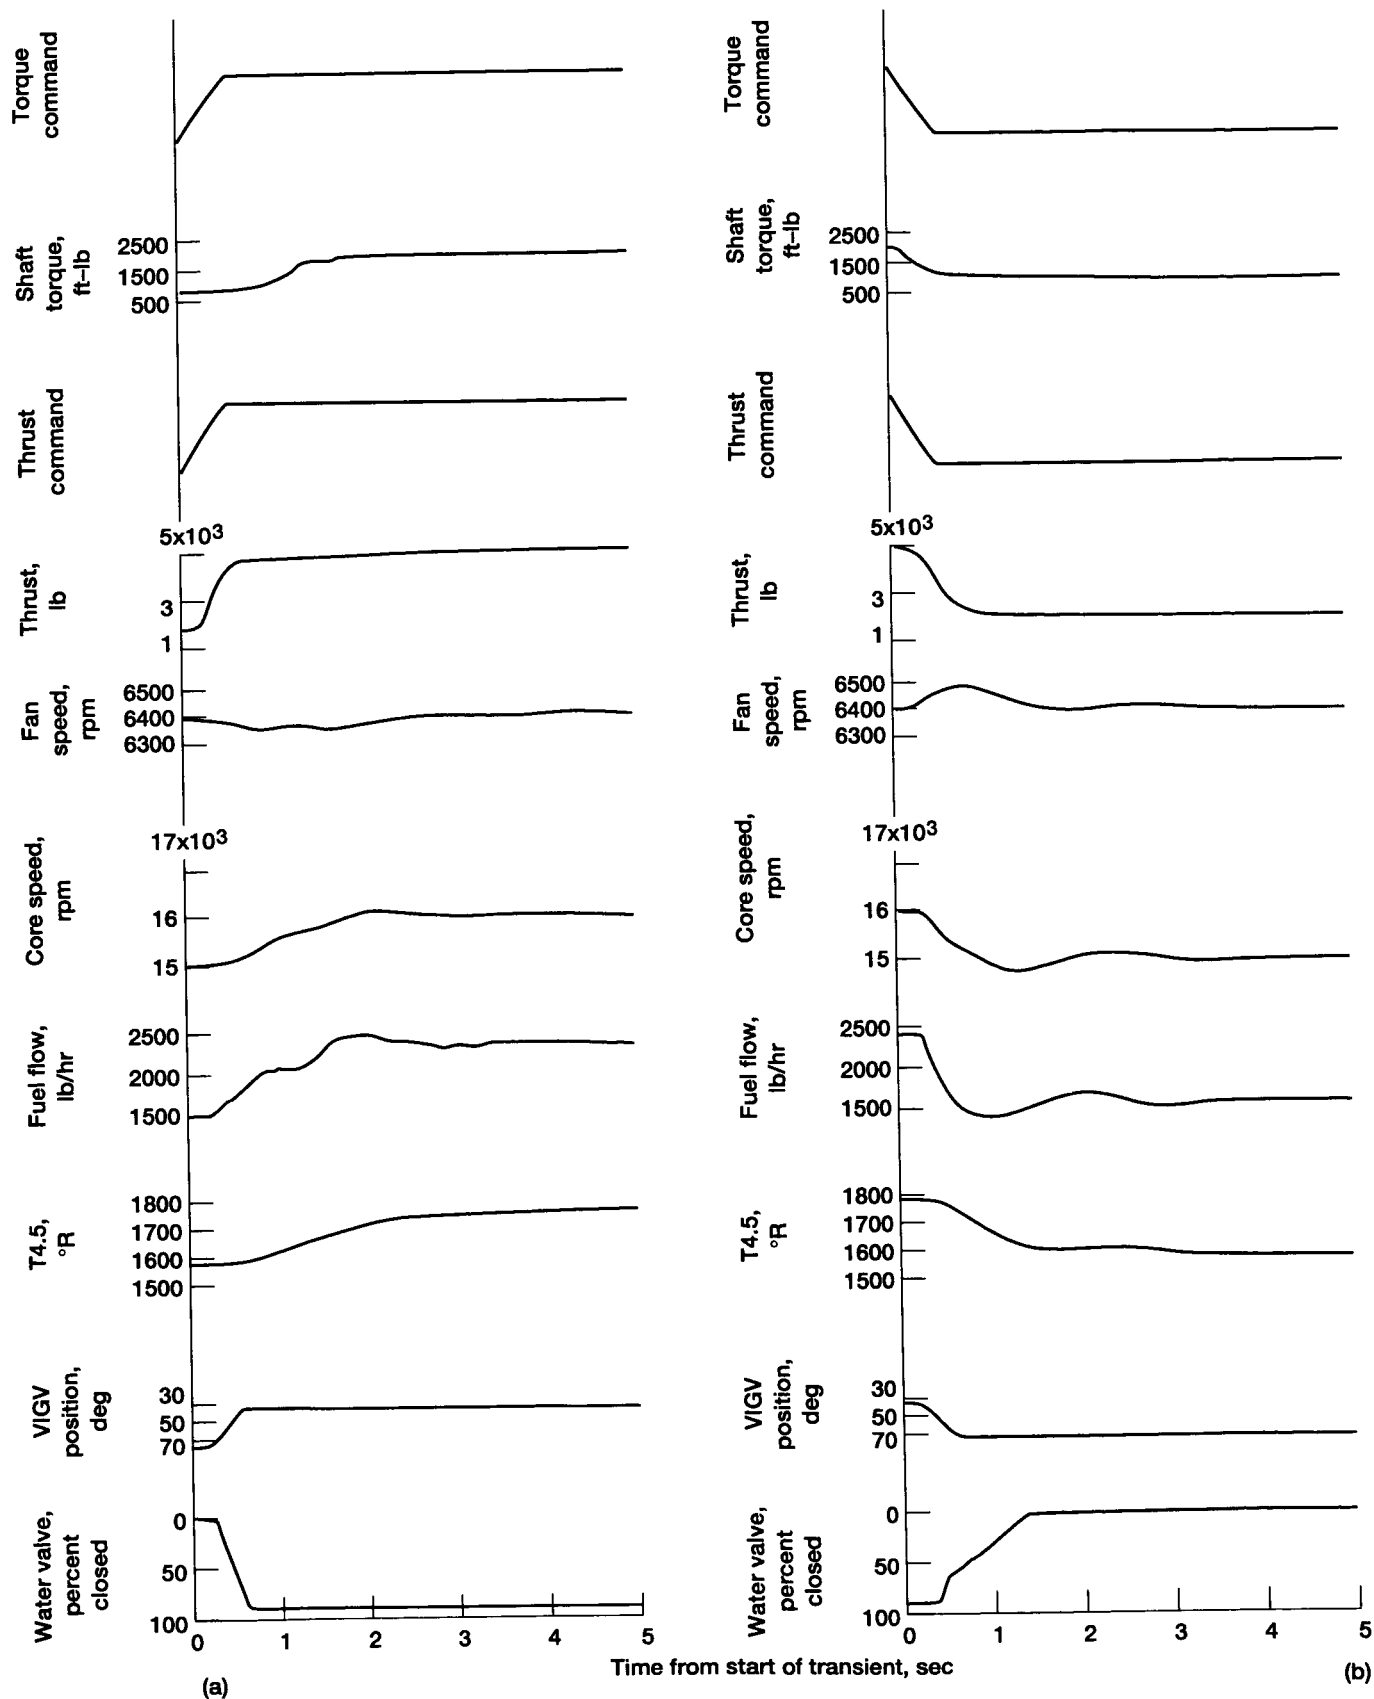 Torque
command
Shaft
torque,
ft–lb
2500
1500
500
Thrust
command
5x10³
Thrust,
lb
3
1
Fan
speed,
rpm
6500
6400
6300
17x10³
Core speed,
rpm
16
15
Fuel flow,
lb/hr
2500
2000
1500
T4.5,
°R
1800
1700
1600
1500
VIGV
position,
deg
30
50
70
Water valve,
percent
closed
0
50
100
0 1 2 3 4 5
(a)
Torque
command
Shaft
torque,
ft–lb
2500
1500
500
Thrust
command
5x10³
Thrust,
lb
3
1
Fan
speed,
rpm
6500
6400
6300
17x10³
Core speed,
rpm
16
15
Fuel flow,
lb/hr
2500
2000
1500
T4.5,
°R
1800
1700
1600
1500
VIGV
position,
deg
30
50
70
Water valve,
percent
closed
0
50
100
0 1 2 3 4 5
Time from start of transient, sec
(b)